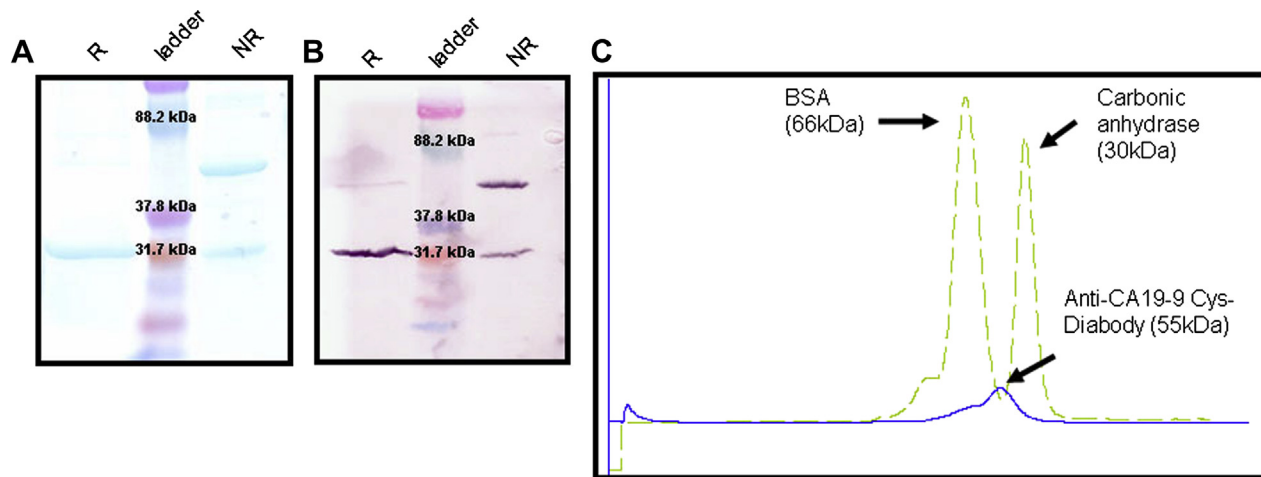 A
R
ladder
NR
88.2 kDa
37.8 kDa
31.7 kDa
B
R
ladder
NR
88.2 kDa
37.8 kDa
31.7 kDa
C
BSA
(66kDa)
Carbonic
anhydrase
(30kDa)
Anti-CA19-9 Cys-
Diabody (55kDa)